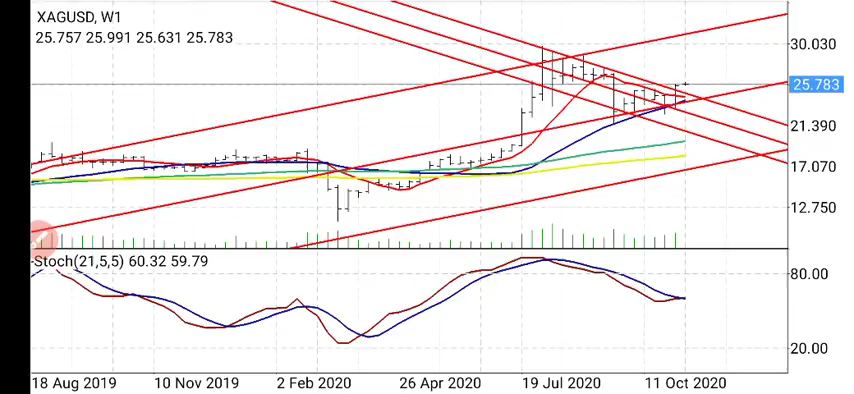 XAGUSD, W1
25.757 25.991 25.631 25.783
30.030
25.783
21.390
17.070
12.750
Stoch(21,5,5) 60.32 59.79
80.00
20.00
18 Aug 2019 10 Nov 2019 2 Feb 2020 26 Apr 2020 19 Jul 2020 11 Oct 2020